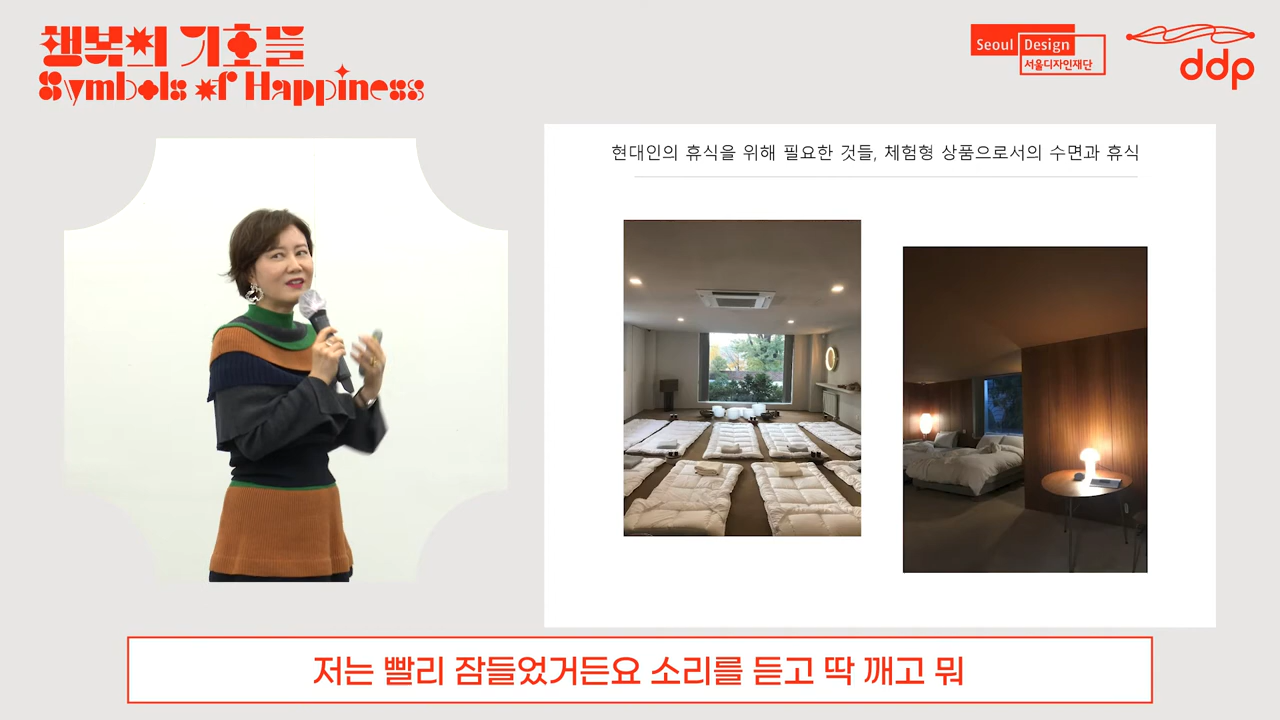 행복의 기호들
Symbols of Happiness
Seoul Design
서울디자인재단
ddp
현대인의 휴식을 위해 필요한 것들, 체험형 상품으로서의 수면과 휴식
저는 빨리 잠들었거든요 소리를 듣고 딱 깨고 뭐